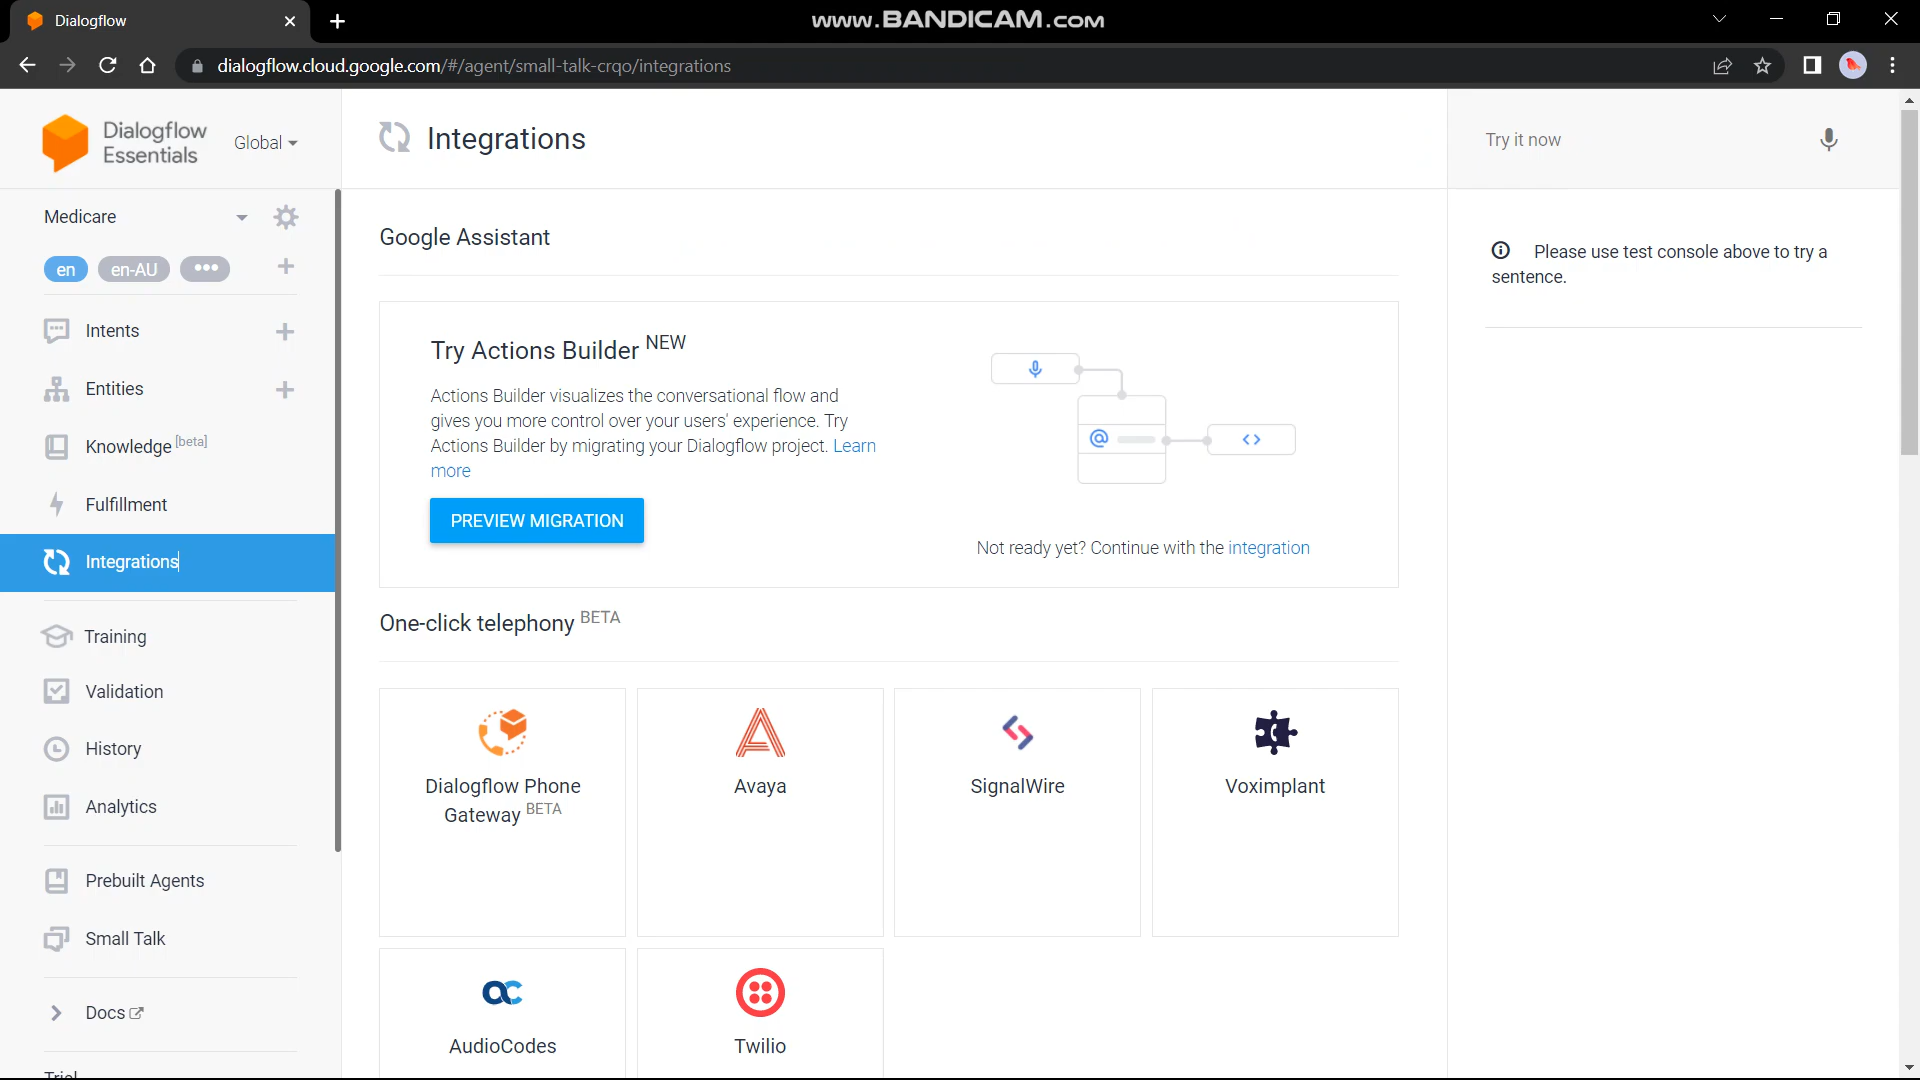 Dialogflow
www.BANDICAM.COM
dialogflow.cloud.google.com/#/agent/small-talk-crqo/integrations
Dialogflow
Essentials
Global
Medicare
en
en-AU
Intents
Entities
Knowledge [beta]
Fulfillment
Integrations
Training
Validation
History
Analytics
Prebuilt Agents
Small Talk
Docs
Integrations
Google Assistant
Try Actions Builder NEW
Actions Builder visualizes the conversational flow and
gives you more control over your users' experience. Try
Actions Builder by migrating your Dialogflow project. Learn
more
PREVIEW MIGRATION
Not ready yet? Continue with the integration
One-click telephony BETA
Dialogflow Phone
Gateway BETA
Avaya
SignalWire
Voximplant
AudioCodes
Twilio
Try it now
Please use test console above to try a
sentence.